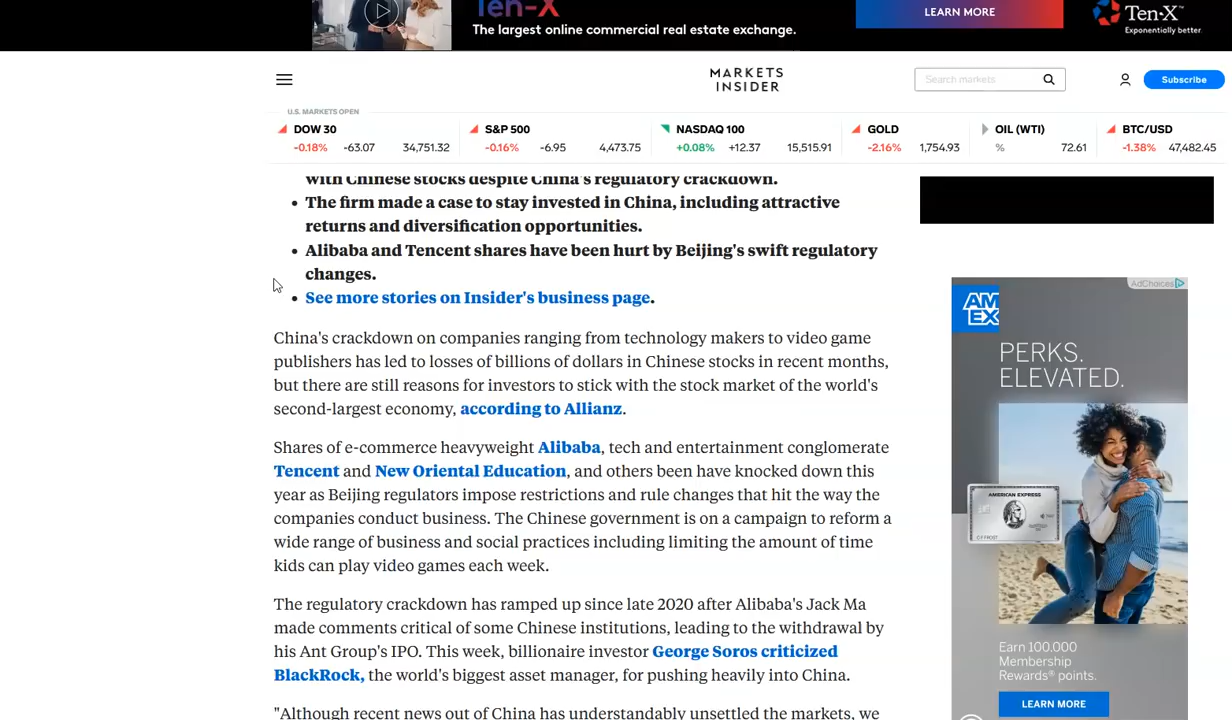 Ten-X
The largest online commercial real estate exchange.
LEARN MORE
Ten-X™
Exponentially better
MARKETS
INSIDER
Search markets
Subscribe
U.S. MARKETS OPEN
DOW 30
-0.18% -63.07 34,751.32
S&P 500
-0.16% -6.95 4,473.75
NASDAQ 100
+0.08% +12.37 15,515.91
GOLD
-2.16% 1,754.93
OIL (WTI)
% 72.61
BTC/USD
-1.38% 47,482.45
with Chinese stocks despite China's regulatory crackdown.
• The firm made a case to stay invested in China, including attractive
returns and diversification opportunities.
• Alibaba and Tencent shares have been hurt by Beijing's swift regulatory
changes.
• See more stories on Insider's business page.
China's crackdown on companies ranging from technology makers to video game
publishers has led to losses of billions of dollars in Chinese stocks in recent months,
but there are still reasons for investors to stick with the stock market of the world's
second-largest economy, according to Allianz.
Shares of e-commerce heavyweight Alibaba, tech and entertainment conglomerate
Tencent and New Oriental Education, and others been have knocked down this
year as Beijing regulators impose restrictions and rule changes that hit the way the
companies conduct business. The Chinese government is on a campaign to reform a
wide range of business and social practices including limiting the amount of time
kids can play video games each week.
The regulatory crackdown has ramped up since late 2020 after Alibaba's Jack Ma
made comments critical of some Chinese institutions, leading to the withdrawal by
his Ant Group's IPO. This week, billionaire investor George Soros criticized
BlackRock, the world's biggest asset manager, for pushing heavily into China.
"Although recent news out of China has understandably unsettled the markets, we
AdChoices
AM
EX
PERKS.
ELEVATED.
AMERICAN EXPRESS
C F FROST
Earn 100,000
Membership
Rewards® points.
LEARN MORE